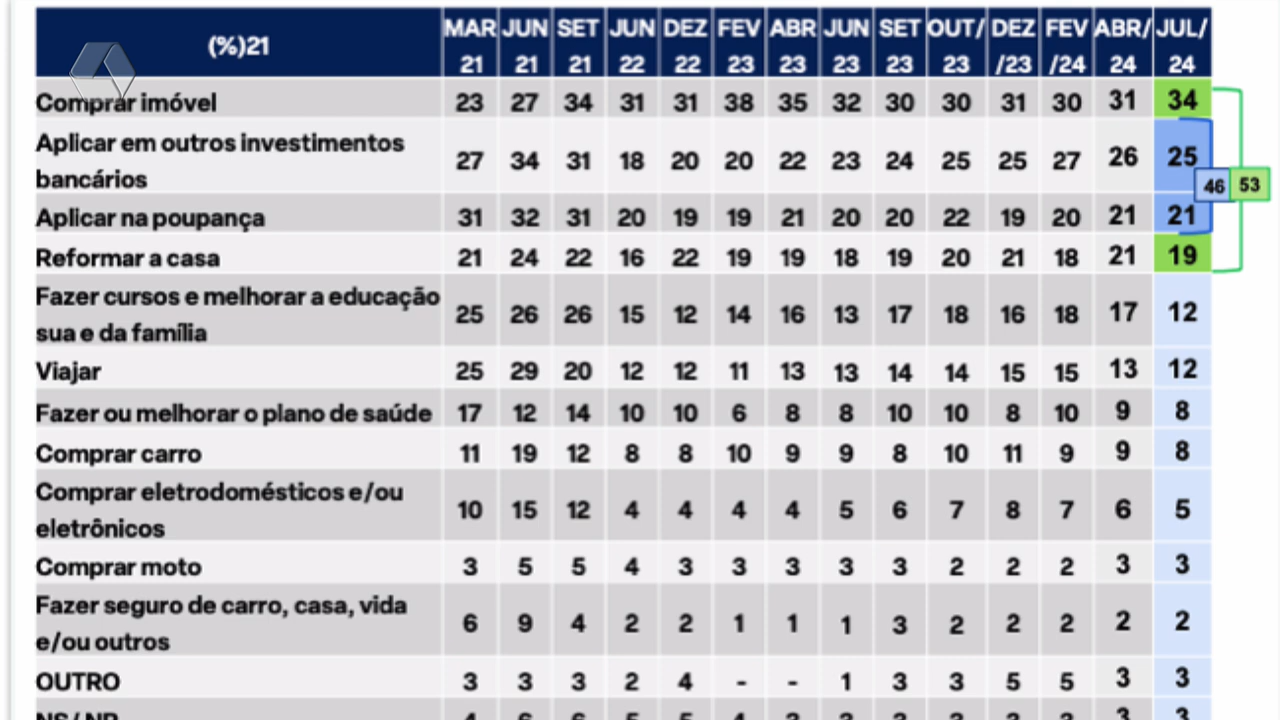 (%)21 MAR 21 JUN 21 SET 21 JUN 22 DEZ 22 FEV 23 ABR 23 JUN 23 SET 23 OUT/ 23 DEZ /23 FEV /24 ABR/ 24 JUL/ 24
Comprar imóvel 23 27 34 31 31 38 35 32 30 30 31 30 31 34
Aplicar em outros investimentos
bancários 27 34 31 18 20 20 22 23 24 25 25 27 26 25
46 53
Aplicar na poupança 31 32 31 20 19 19 21 20 20 22 19 20 21 21
Reformar a casa 21 24 22 16 22 19 19 18 19 20 21 18 21 19
Fazer cursos e melhorar a educação
sua e da família 25 26 26 15 12 14 16 13 17 18 16 18 17 12
Viajar 25 29 20 12 12 11 13 13 14 14 15 15 13 12
Fazer ou melhorar o plano de saúde 17 12 14 10 10 6 8 8 10 10 8 10 9 8
Comprar carro 11 19 12 8 8 10 9 9 8 10 11 9 9 8
Comprar eletrodomésticos e/ou
eletrônicos 10 15 12 4 4 4 4 5 6 7 8 7 6 5
Comprar moto 3 5 5 4 3 3 3 3 3 2 2 2 3 3
Fazer seguro de carro, casa, vida
e/ou outros 6 9 4 2 2 1 1 1 3 2 2 2 2 2
OUTRO 3 3 3 2 4 - - 1 3 3 5 5 3 3
NS/ NR 3 3